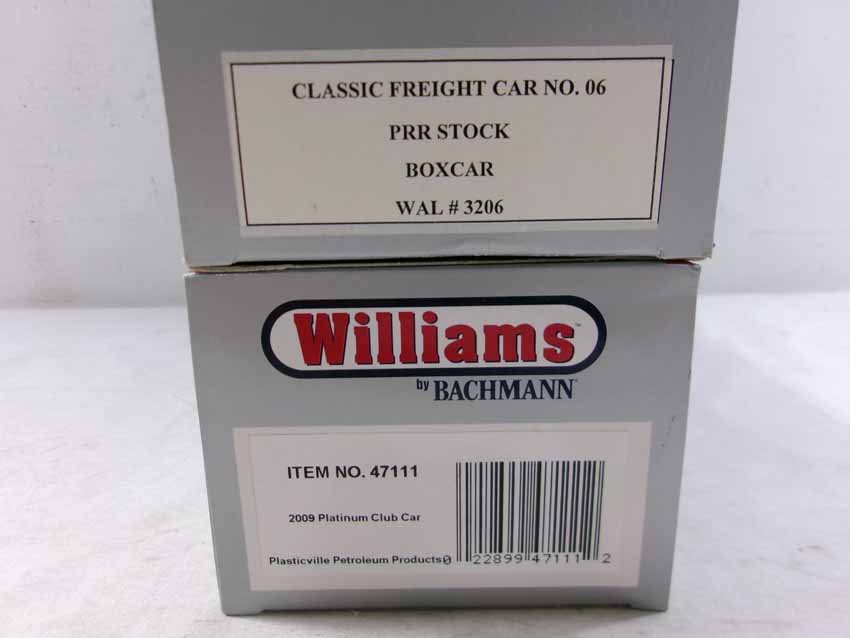 CLASSIC FREIGHT CAR NO. 06
PRR STOCK
BOXCAR
WAL # 3206
Williams™
by BACHMANN
ITEM NO. 47111
2009 Platinum Club Car
Plasticville Petroleum Products
0 22899 47111 2